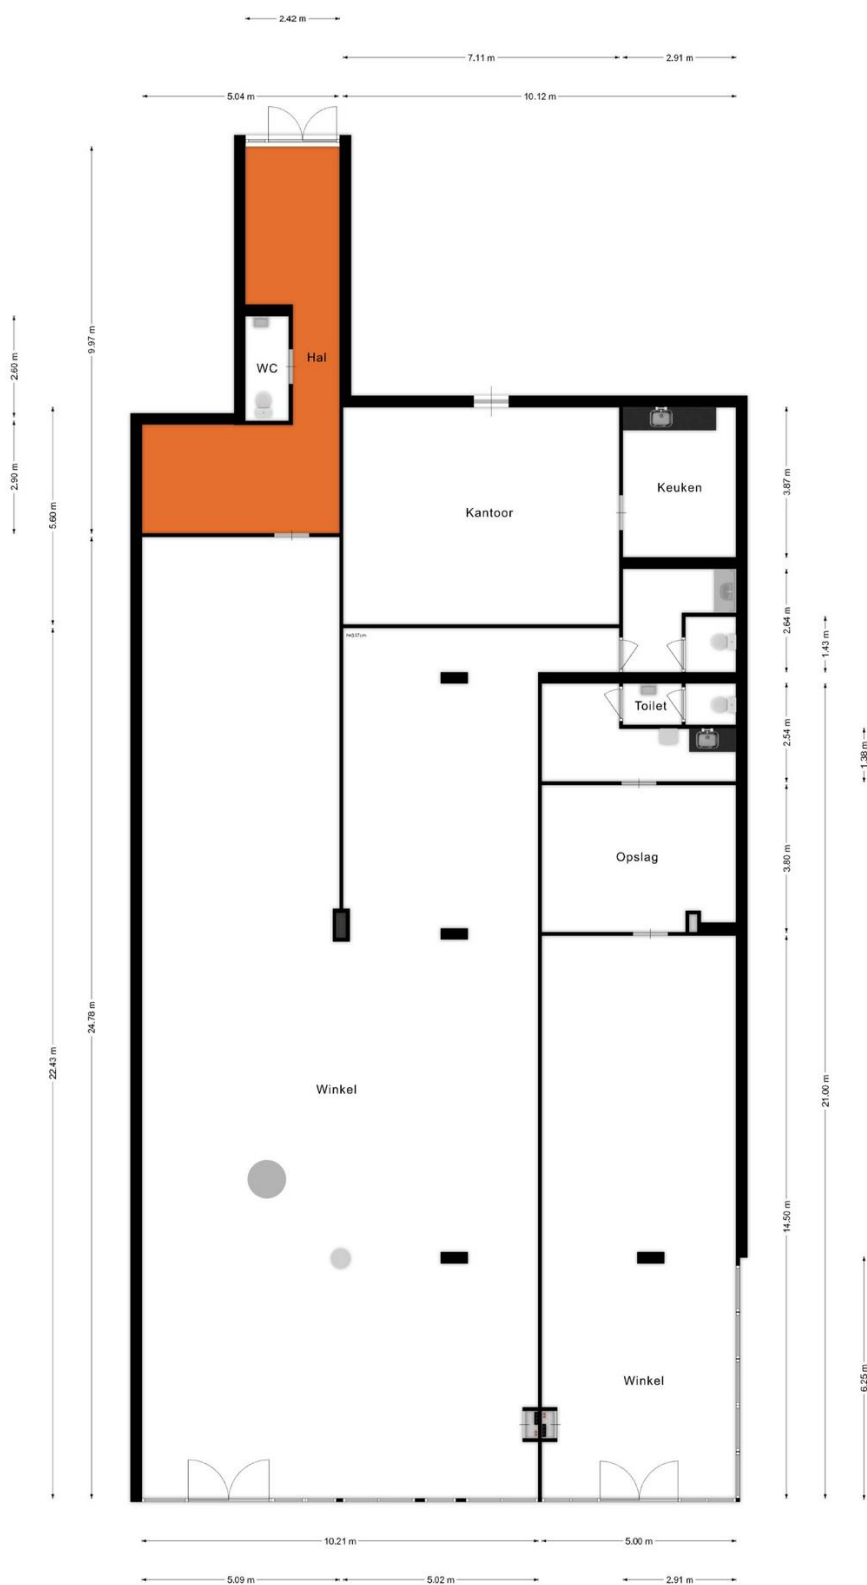 2.42 m
7.11 m
2.91 m
5.04 m
10.12 m
9.97 m
2.60 m
WC
Hal
2.90 m
5.60 m
Kantoor
Keuken
3.87 m
2.64 m
1.43 m
Toilet
2.54 m
1.38 m
Opslag
3.80 m
24.78 m
22.43 m
Winkel
21.00 m
14.50 m
Winkel
6.25 m
10.21 m
5.00 m
5.09 m
5.02 m
2.91 m